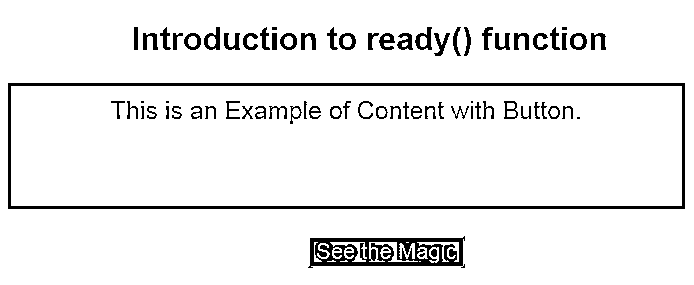 Introduction to ready() function
This is an Example of Content with Button.
See the Magic